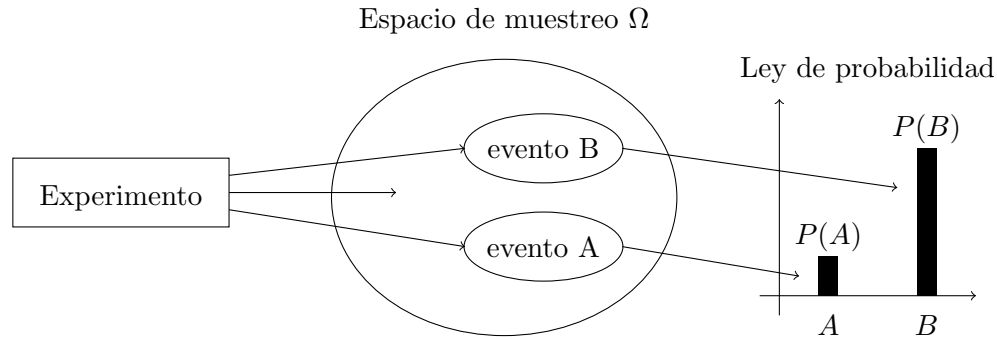 Espacio de muestreo Ω
Ley de probabilidad
Experimento
evento B
evento A
P(B)
P(A)
A
B